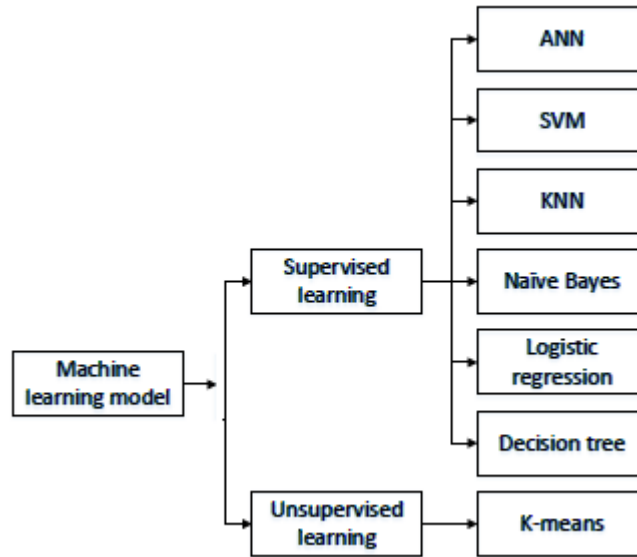 ANN
SVM
KNN
Supervised
learning
Naïve Bayes
Machine
learning model
Logistic
regression
Decision tree
Unsupervised
learning
K-means